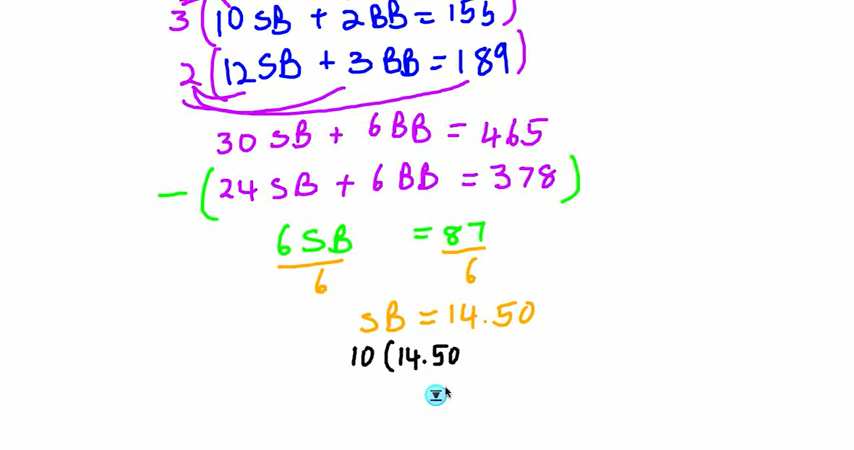 3 (10 SB + 2 BB = 155)
2 (12 SB + 3 BB = 189)
30 SB + 6 BB = 465
- (24 SB + 6 BB = 378)
6 SB = 87
6 6
SB = 14.50
10 (14.50